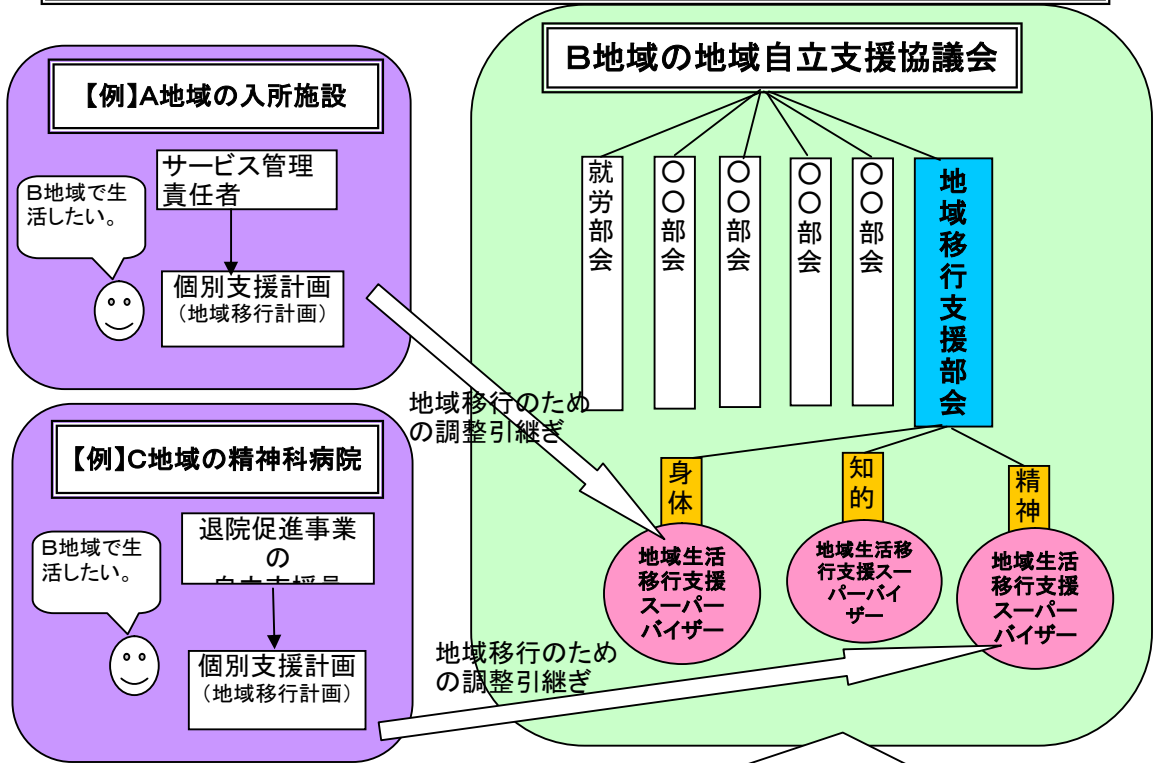 【例】A地域の入所施設
サービス管理
責任者
B地域で生
活したい。
個別支援計画
（地域移行計画）
【例】C地域の精神科病院
退院促進事業
の
B地域で生
活したい。
個別支援計画
（地域移行計画）
地域移行のため
の調整引継ぎ
地域移行のため
の調整引継ぎ
B地域の地域自立支援協議会
就労部会
〇〇部会
〇〇部会
〇〇部会
〇〇部会
地域移行支援部会
身体
知的
精神
地域生活
移行支援
スーパー
バイザー
地域生活移
行支援スー
パーバイ
ザー
地域生活
移行支援
スーパー
バイザー